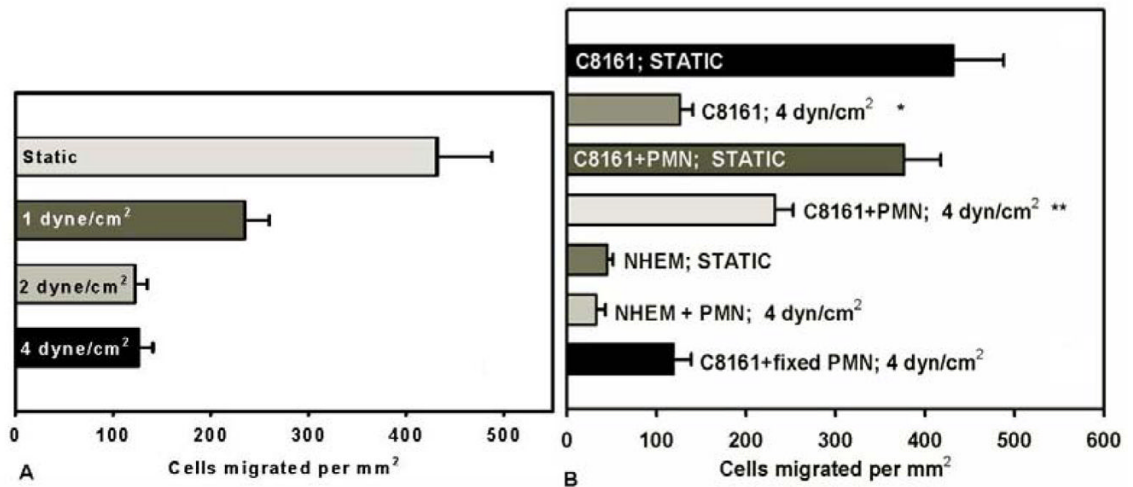 Static
1 dyne/cm²
2 dyne/cm²
4 dyne/cm²
0 100 200 300 400 500
Cells migrated per mm²
A
C8161; STATIC
C8161; 4 dyn/cm² *
C8161+PMN; STATIC
C8161+PMN; 4 dyn/cm² **
NHEM; STATIC
NHEM + PMN; 4 dyn/cm²
C8161+fixed PMN; 4 dyn/cm²
0 100 200 300 400 500 600
Cells migrated per mm²
B